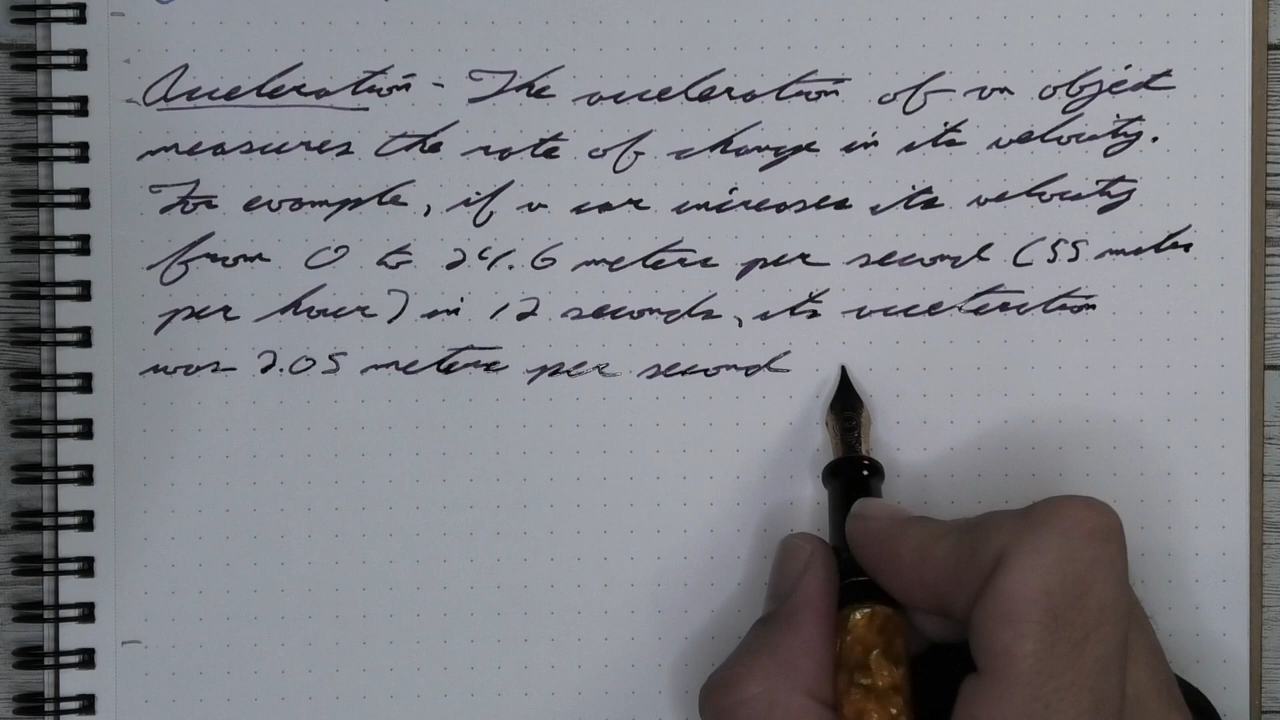 Acceleration - The acceleration of an object
measures the rate of change in its velocity.
For example, if a car increases its velocity
from 0 to 24.6 meters per second (55 miles
per hour) in 12 seconds, its acceleration
was 2.05 meters per second